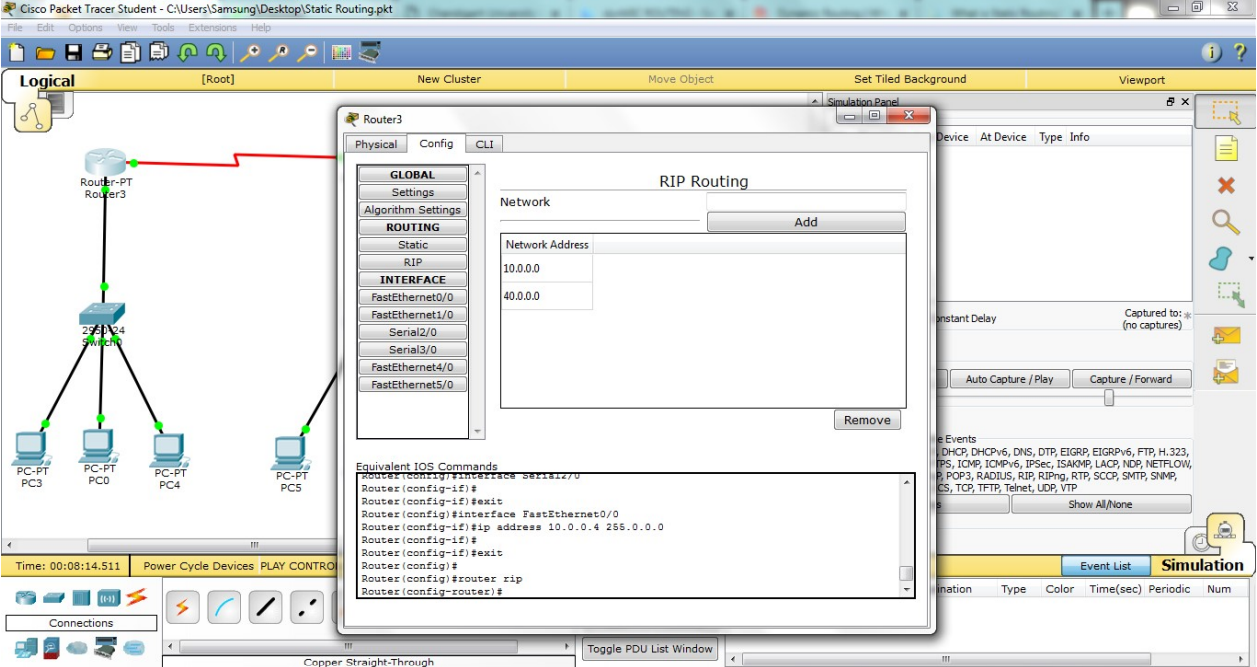 Cisco Packet Tracer Student - C:\Users\Samsung\Desktop\Static Routing.pkt
File Edit Options View Tools Extensions Help
Logical [Root] New Cluster Move Object Set Tiled Background Viewport
Simulation Panel
Device At Device Type Info
Router-PT
Router3
2950-24
Switch0
PC-PT
PC3
PC-PT
PC0
PC-PT
PC4
PC-PT
PC5
Router3
Physical Config CLI
GLOBAL
Settings
Algorithm Settings
ROUTING
Static
RIP
INTERFACE
FastEthernet0/0
FastEthernet1/0
Serial2/0
Serial3/0
FastEthernet4/0
FastEthernet5/0
RIP Routing
Network
Add
Network Address
10.0.0.0
40.0.0.0
Remove
Equivalent IOS Commands
Router(config)#interface Serial2/0
Router(config-if)#
Router(config-if)#exit
Router(config)#interface FastEthernet0/0
Router(config-if)#ip address 10.0.0.4 255.0.0.0
Router(config-if)#
Router(config-if)#exit
Router(config)#
Router(config)#router rip
Router(config-router)#
onstant Delay Captured to:
(no captures)
Auto Capture / Play Capture / Forward
e Events
, DHCP, DHCPv6, DNS, DTP, EIGRP, EIGRPv6, FTP, H.323,
TPS, ICMP, ICMPv6, IPSec, ISAKMP, LACP, NDP, NETFLOW,
P, POP3, RADIUS, RIP, RIPng, RTP, SCCP, SMTP, SNMP,
CS, TCP, TFTP, Telnet, UDP, VTP
Show All/None
Time: 00:08:14.511 Power Cycle Devices PLAY CONTRO
Event List Simulation
Connections
Copper Straight-Through
Toggle PDU List Window
ination Type Color Time(sec) Periodic Num